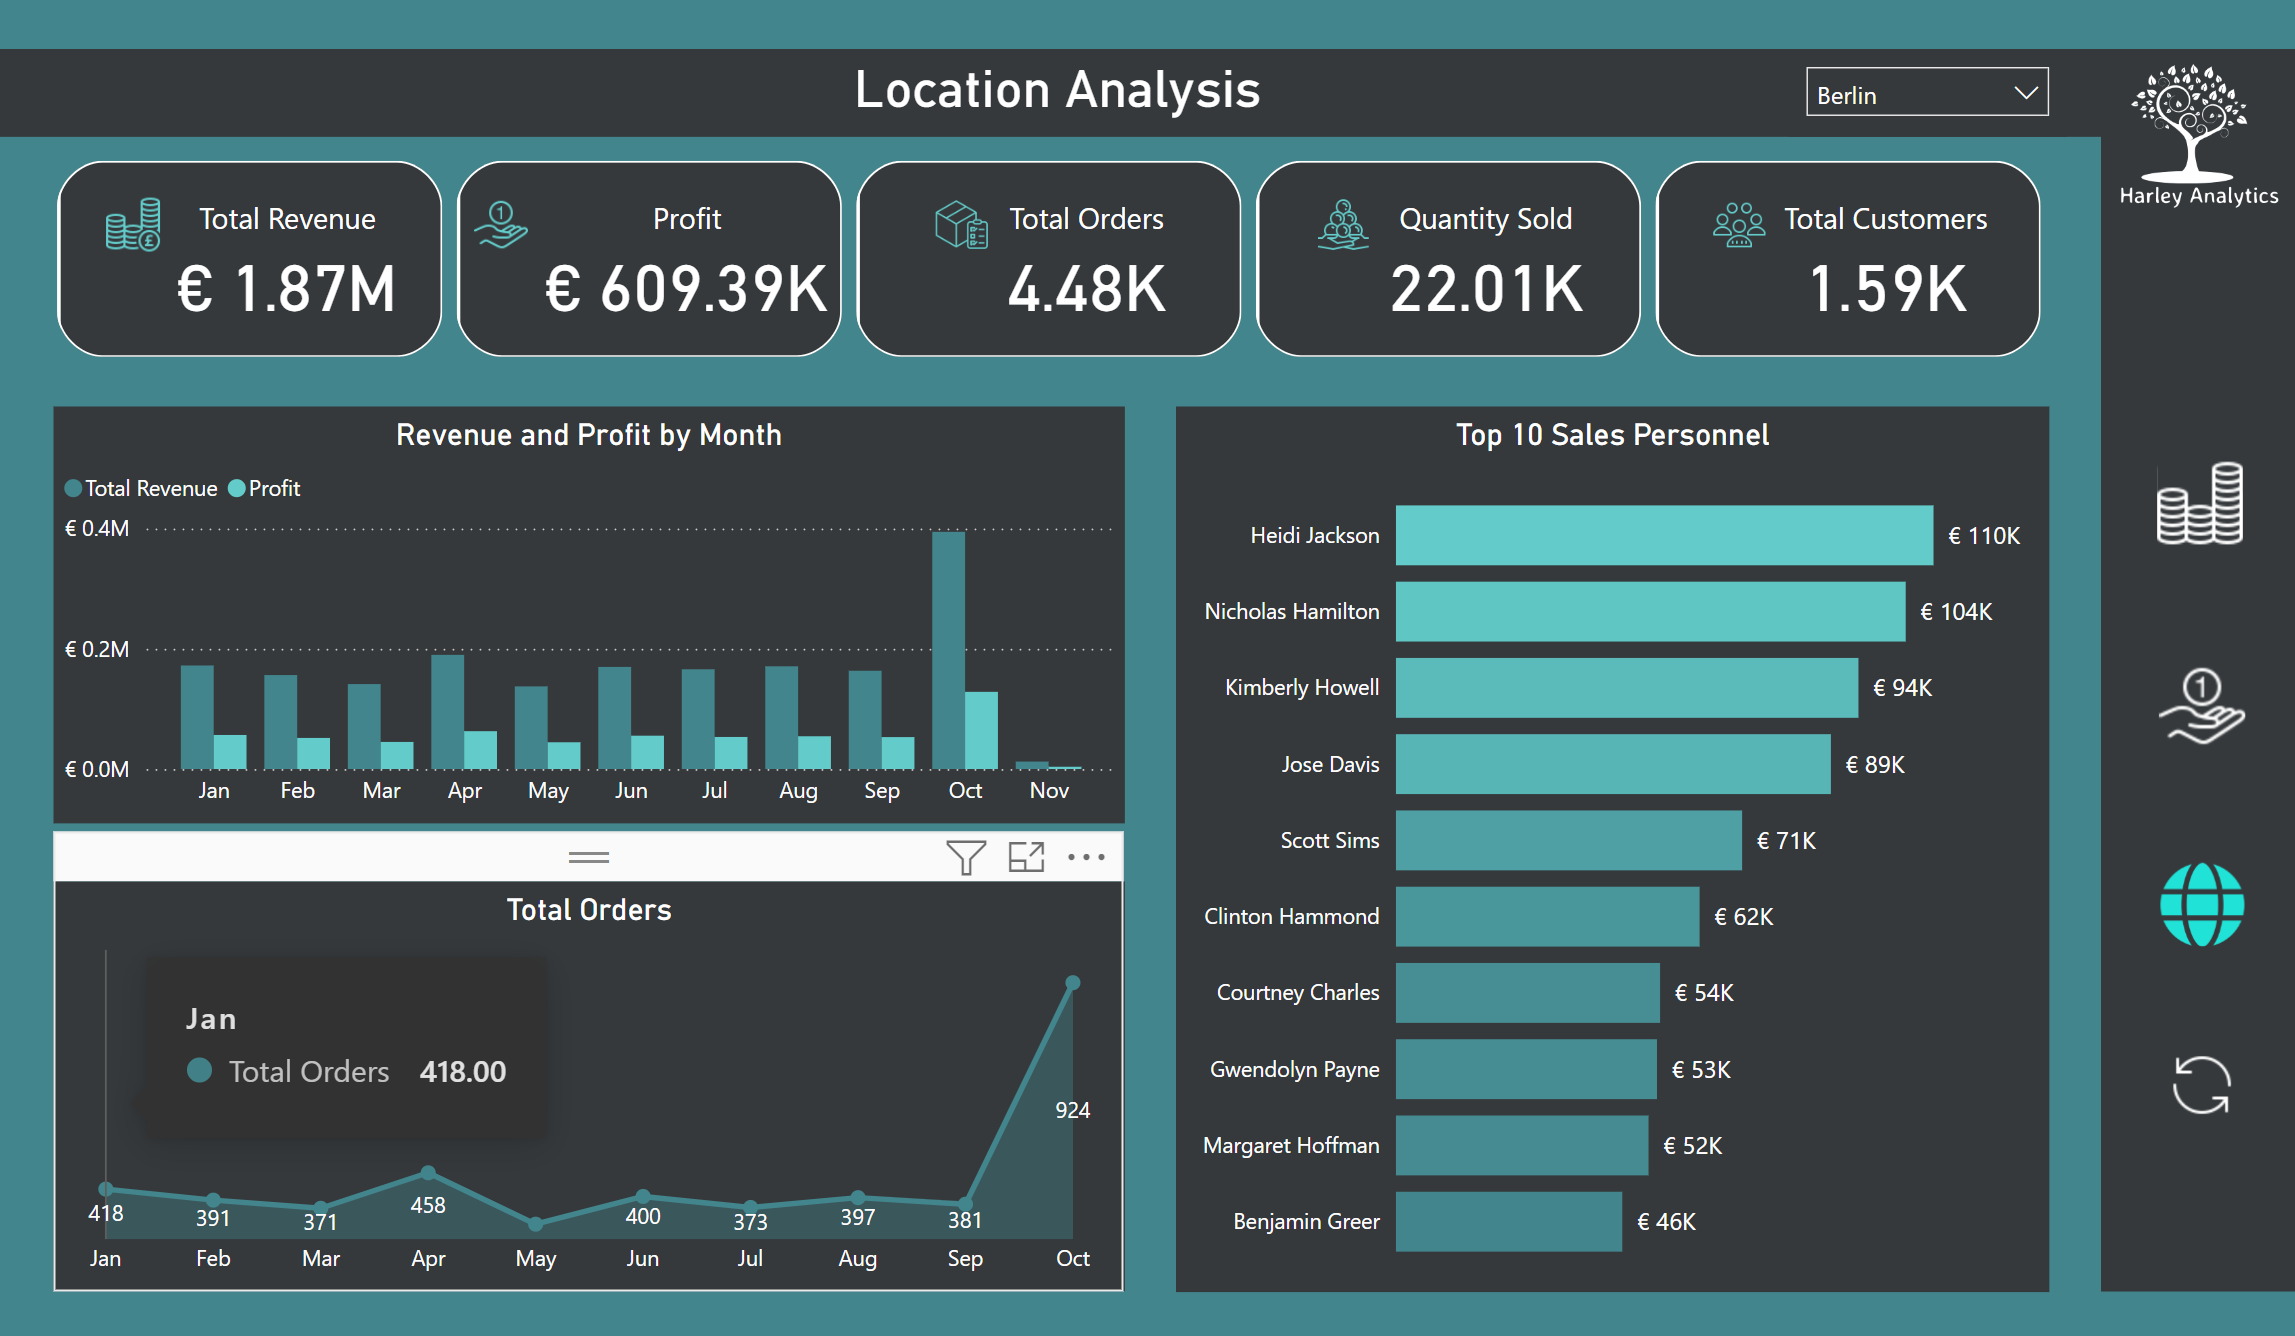 Location Analysis
Berlin
Harley Analytics
Total Revenue
€ 1.87M
Profit
€ 609.39K
Total Orders
4.48K
Quantity Sold
22.01K
Total Customers
1.59K
Revenue and Profit by Month
Total Revenue Profit
€ 0.4M
€ 0.2M
€ 0.0M
Jan Feb Mar Apr May Jun Jul Aug Sep Oct Nov
Total Orders
Jan
Total Orders 418.00
924
418 391 371 458 400 373 397 381
Jan Feb Mar Apr May Jun Jul Aug Sep Oct
Top 10 Sales Personnel
Heidi Jackson € 110K
Nicholas Hamilton € 104K
Kimberly Howell € 94K
Jose Davis € 89K
Scott Sims € 71K
Clinton Hammond € 62K
Courtney Charles € 54K
Gwendolyn Payne € 53K
Margaret Hoffman € 52K
Benjamin Greer € 46K
1
1
£